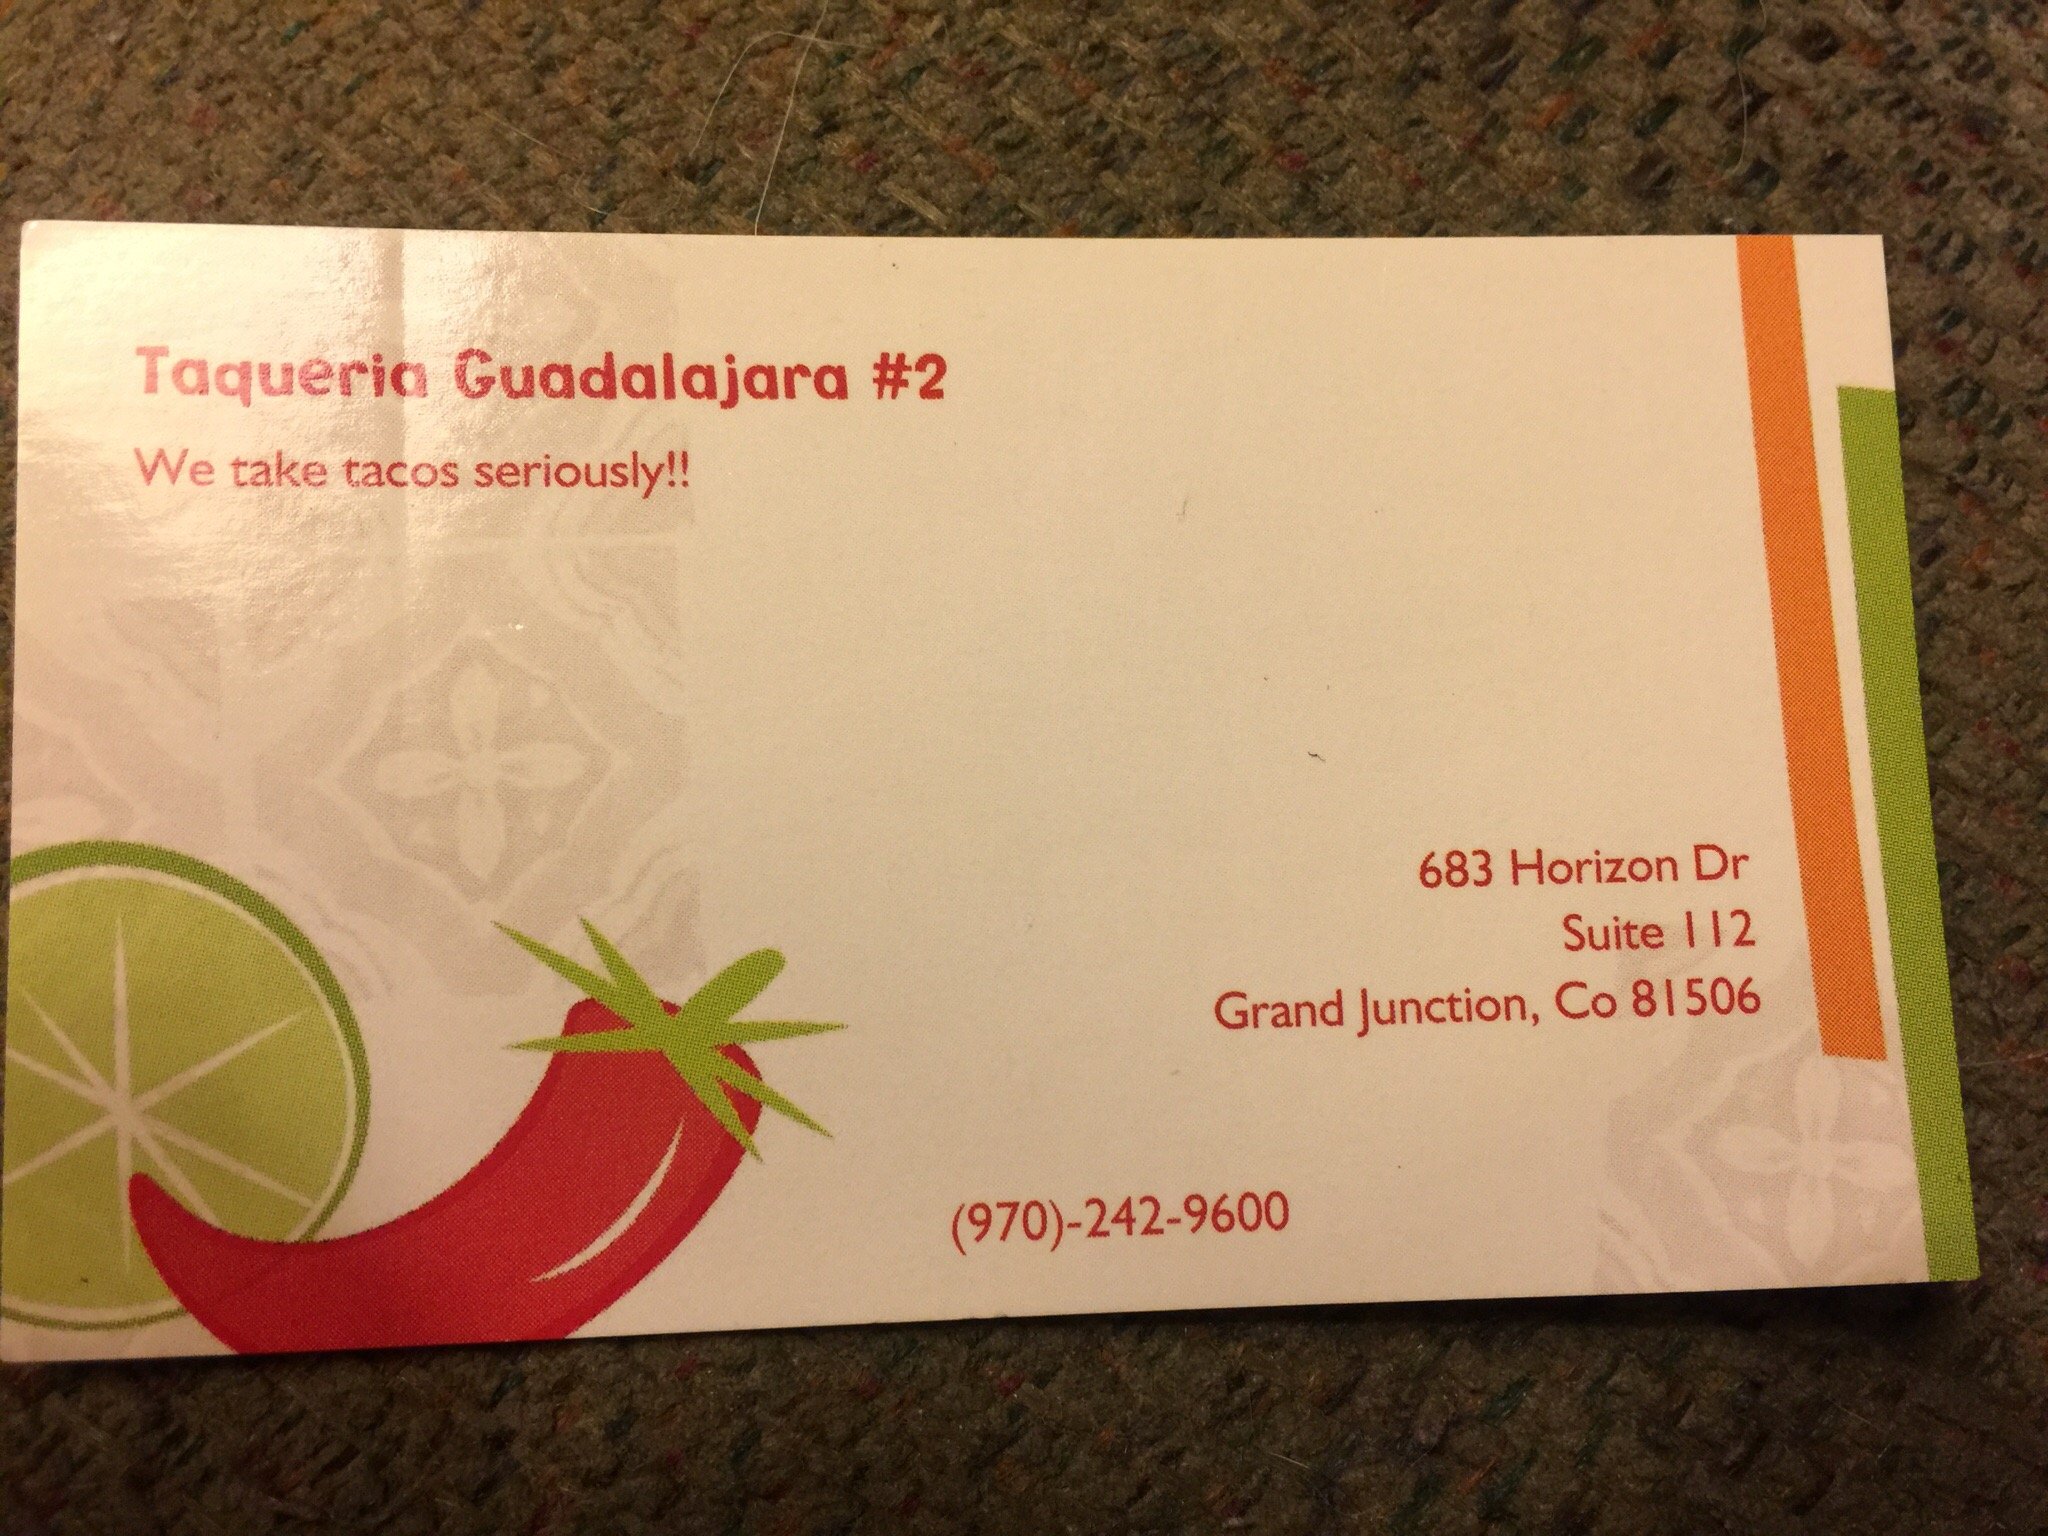 Taqueria Guadalajara #2
We take tacos seriously!!
683 Horizon Dr
Suite 112
Grand Junction, Co 81506
(970)-242-9600